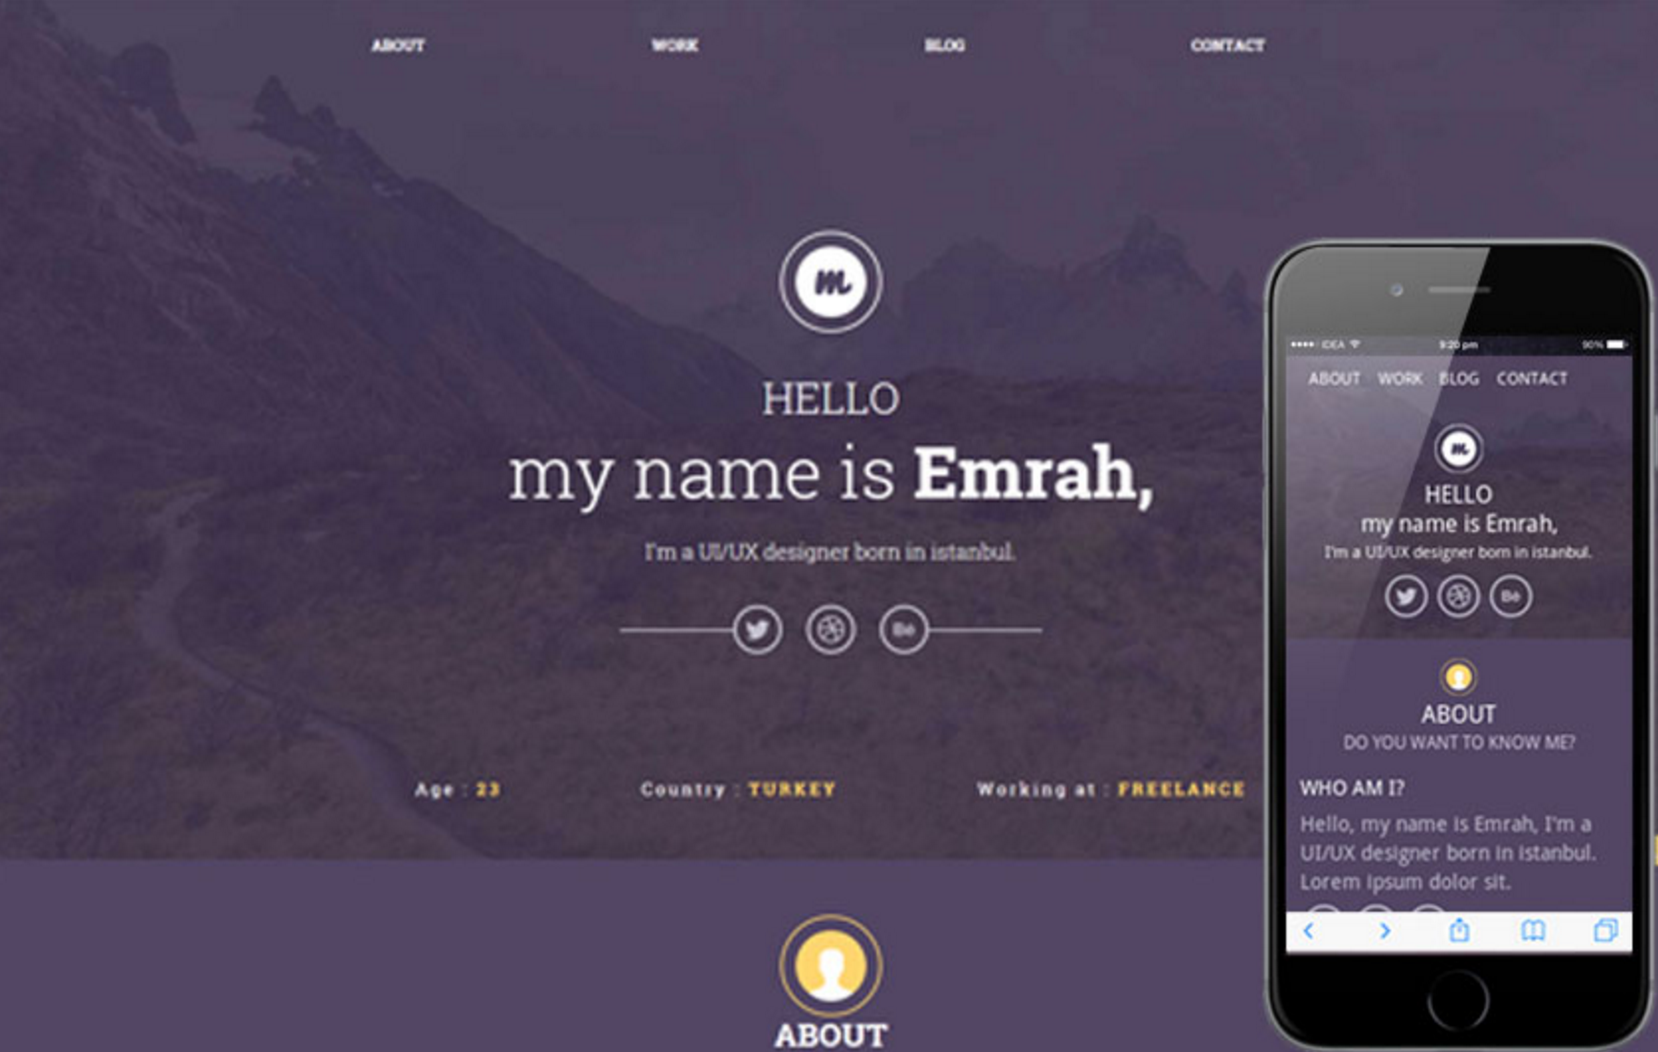 ABOUT WORK BLOG CONTACT
m
HELLO
my name is Emrah,
I'm a UI/UX designer born in istanbul.
Bē
Age : 23 Country : TURKEY Working at : FREELANCE
ABOUT
IDEA 9:20 pm 90%
ABOUT WORK BLOG CONTACT
m
HELLO
my name is Emrah,
I'm a UI/UX designer born in istanbul.
Bē
ABOUT
DO YOU WANT TO KNOW ME?
WHO AM I?
Hello, my name is Emrah, I'm a
UI/UX designer born in istanbul.
Lorem ipsum dolor sit.